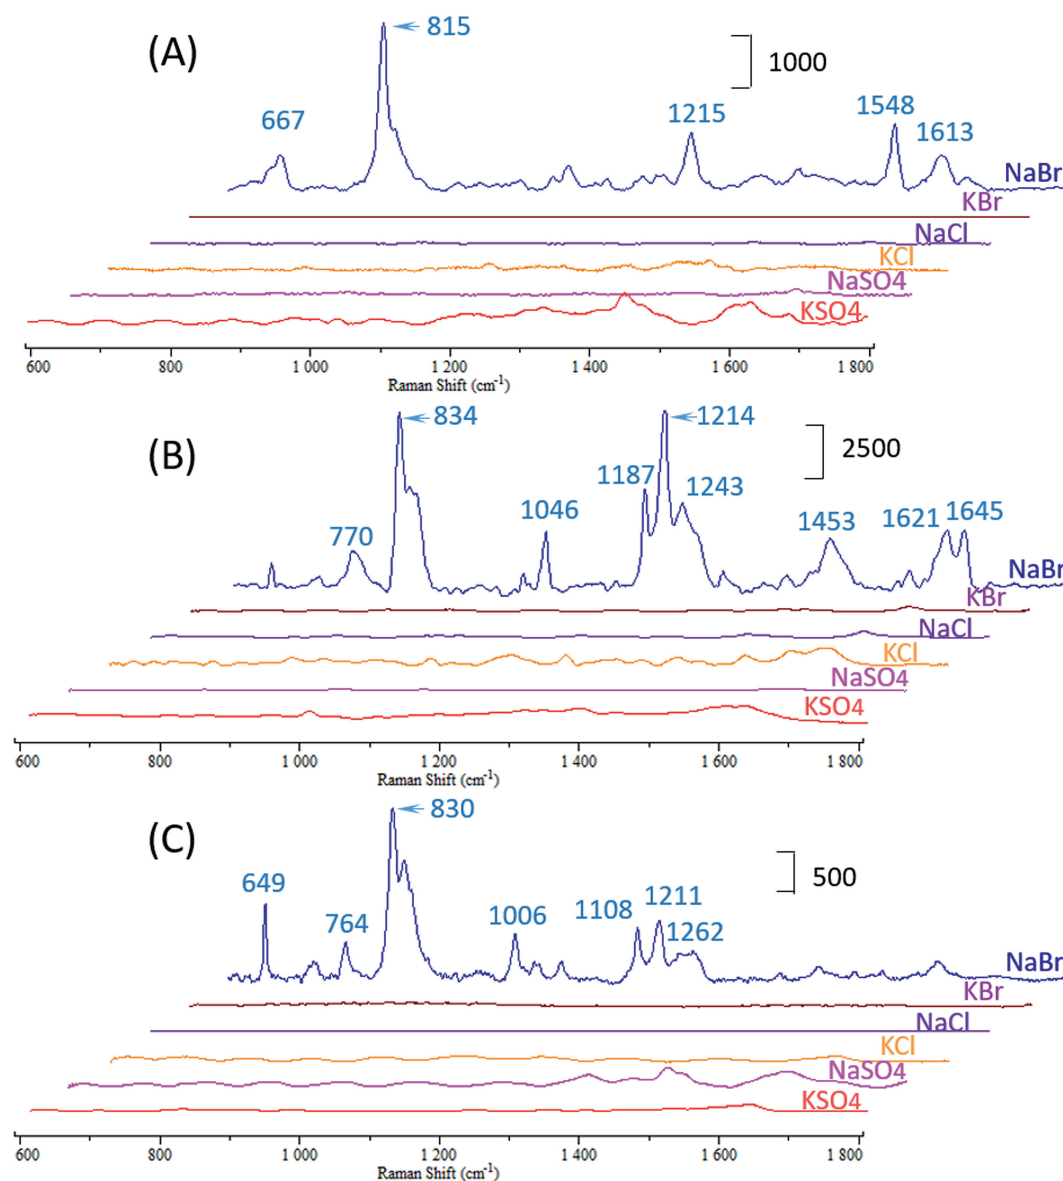 (A)
815
1000
667
1215
1548
1613
NaBr
KBr
NaCl
KCl
NaSO4
KSO4
600 800 1 000 1 200 1 400 1 600 1 800
Raman Shift (cm-1)
(B)
834
1214
2500
1187
1243
770
1046
1453
1621
1645
NaBr
KBr
NaCl
KCl
NaSO4
KSO4
600 800 1 000 1 200 1 400 1 600 1 800
Raman Shift (cm-1)
(C)
830
500
649
764
1006
1108
1211
1262
NaBr
KBr
NaCl
KCl
NaSO4
KSO4
600 800 1 000 1 200 1 400 1 600 1 800
Raman Shift (cm-1)